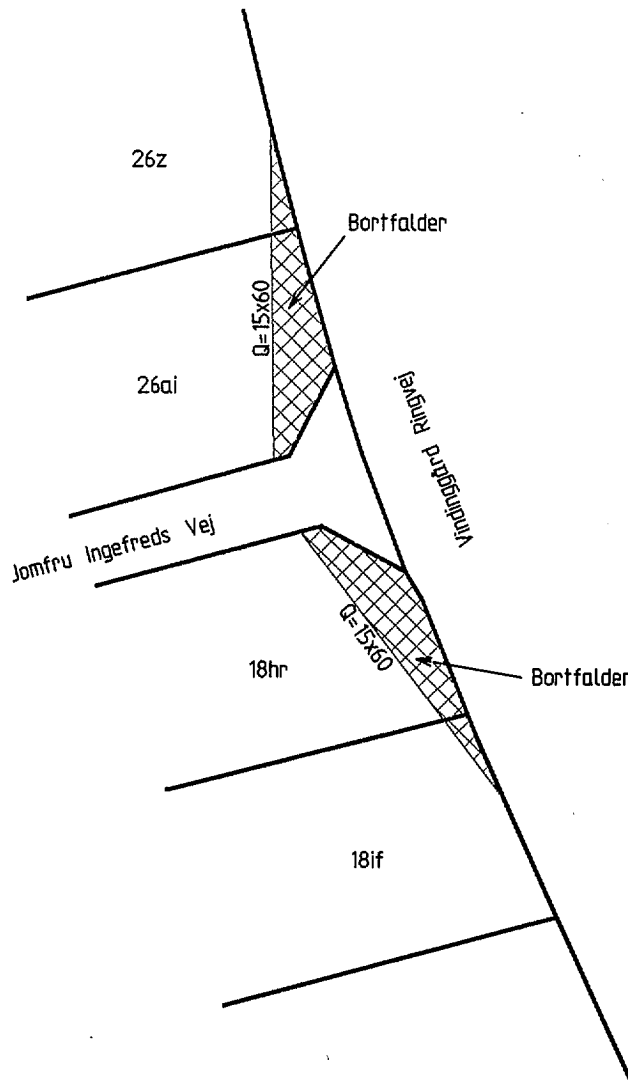 26z
Bortfalder
Q=15x60
26ai
Vindinggård Ringvej
Jomfru Ingefreds Vej
Q=15x60
18hr
Bortfalder
18if